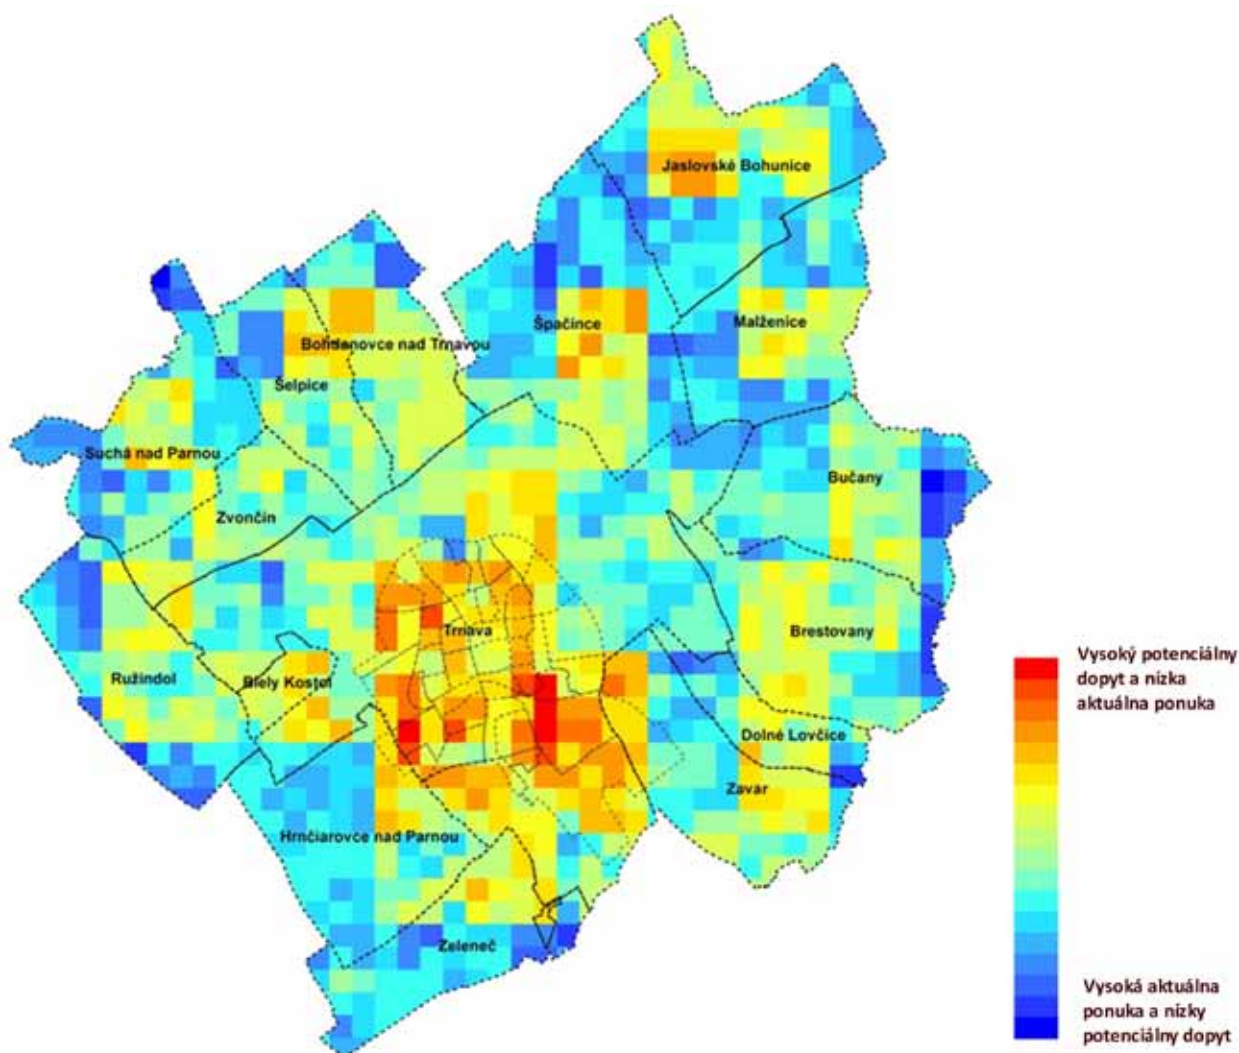 Jaslovské Bohunice
Špačince
Malženice
Bohdanovce nad Trnavou
Šelpice
Suchá nad Parnou
Bučany
Zvončín
Trnava
Brestovany
Ružindol
Biely Kostol
Dolné Lovčice
Zavar
Hrnčiarovce nad Parnou
Zeleneč
Vysoký potenciálny
dopyt a nízka
aktuálna ponuka
Vysoká aktuálna
ponuka a nízky
potenciálny dopyt